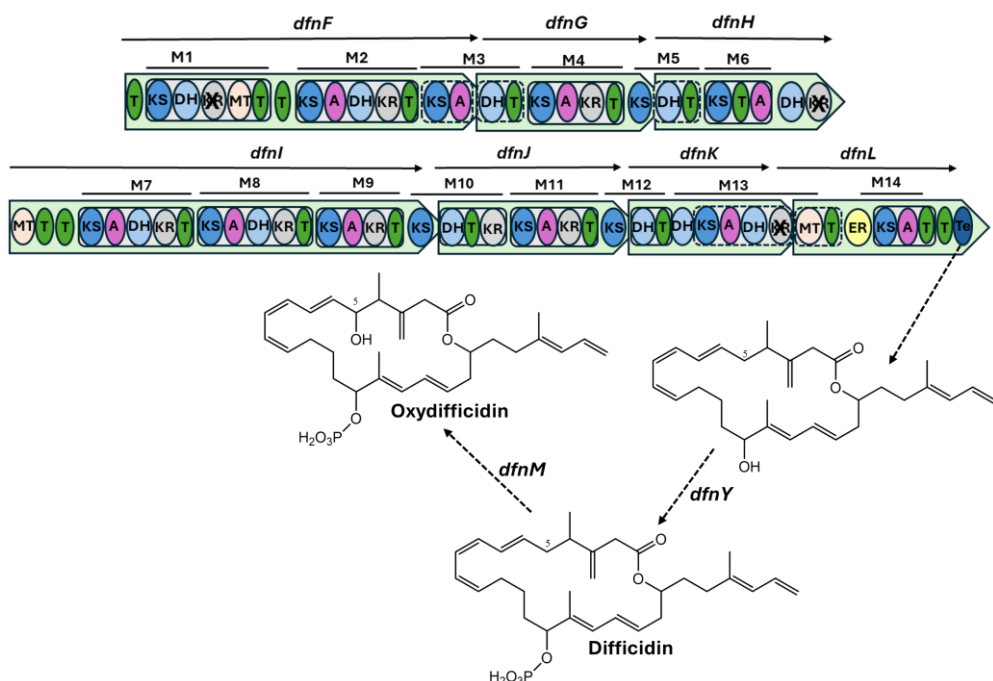 dfnF dfnG dfnH
M1 M2 M3 M4 M5 M6
T KS DH KR MT T T KS A DH KR T KS A DH T KS A KR T KS DH T KS T A DH KR
dfnI dfnJ dfnK dfnL
M7 M8 M9 M10 M11 M12 M13 M14
MT T T KS A DH KR T KS A DH KR T KS A KR T KS DH T KR KS A KR T KS DH T DH KS A DH KR MT T ER KS A T T Te
5
O
OH
O
O
H₂O₃P
Oxydifficidin
5
O
O
OH
dfnM
dfnY
5
O
O
O
H₂O₃P
Difficidin